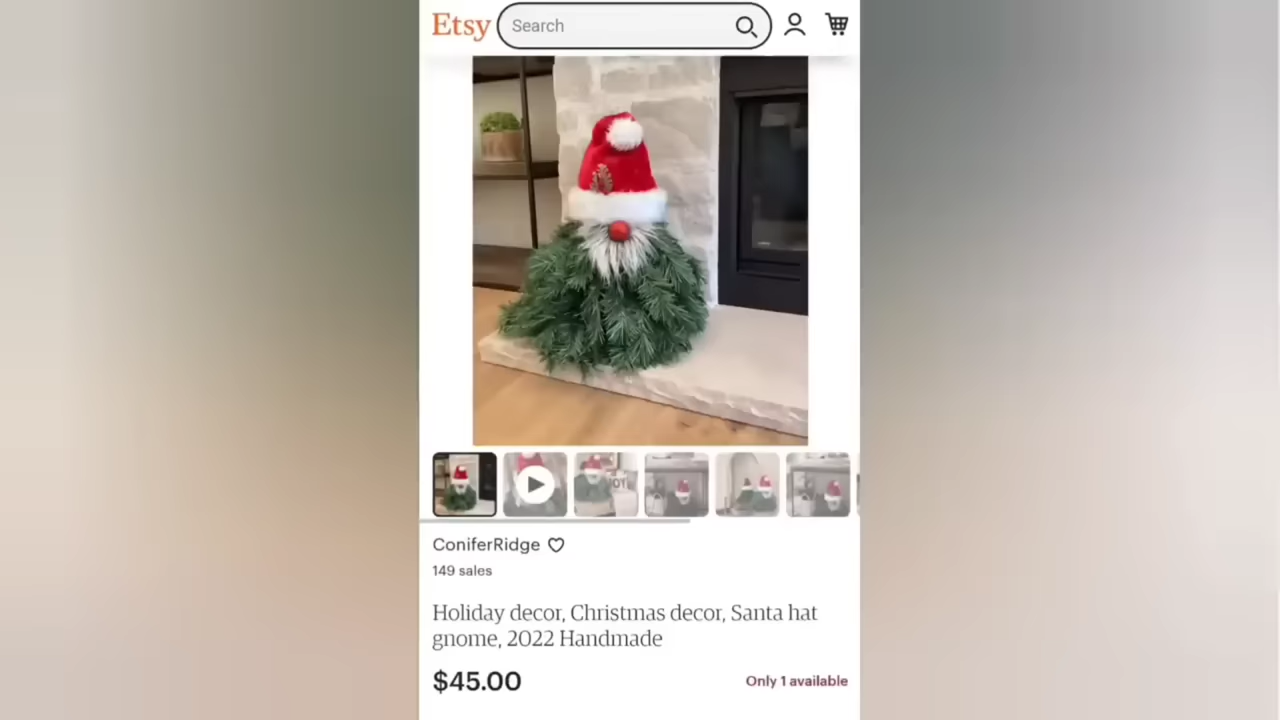 Etsy
Search
ConiferRidge
149 sales
Holiday decor, Christmas decor, Santa hat
gnome, 2022 Handmade
$45.00
Only 1 available